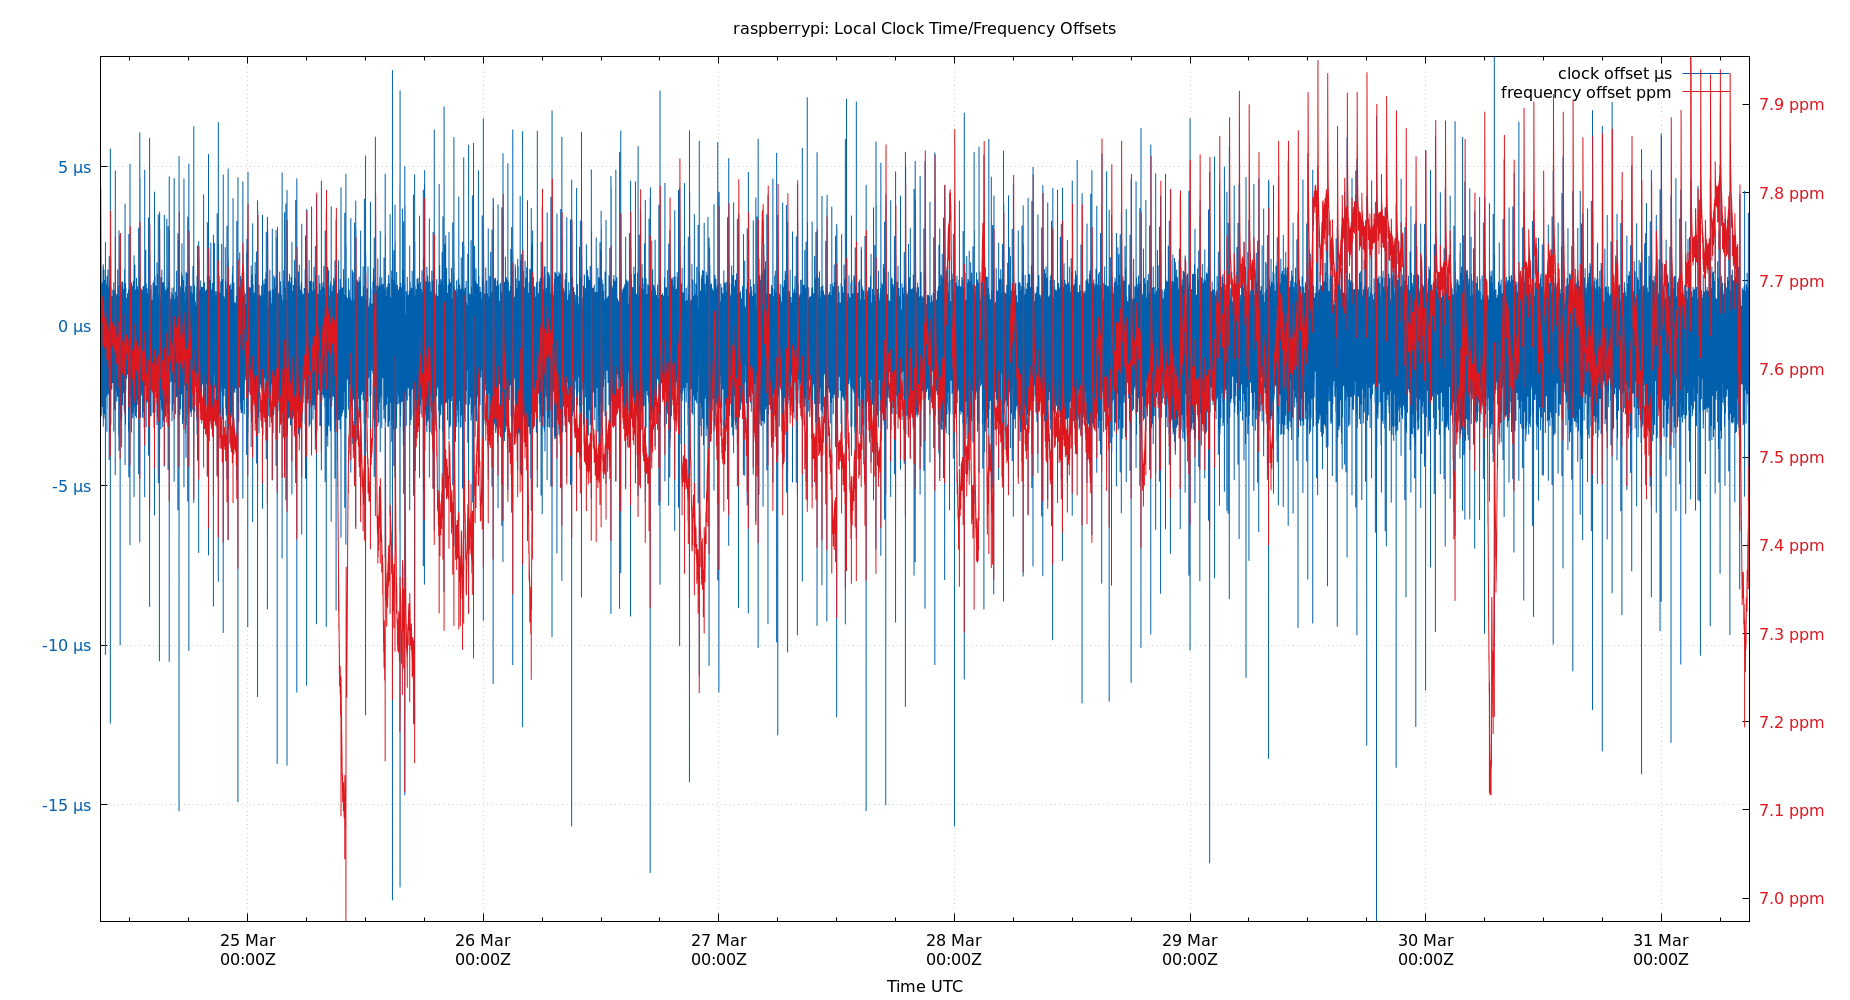 raspberrypi: Local Clock Time/Frequency Offsets
clock offset µs
frequency offset ppm
5 µs
0 µs
-5 µs
-10 µs
-15 µs
7.9 ppm
7.8 ppm
7.7 ppm
7.6 ppm
7.5 ppm
7.4 ppm
7.3 ppm
7.2 ppm
7.1 ppm
7.0 ppm
25 Mar
00:00Z
26 Mar
00:00Z
27 Mar
00:00Z
28 Mar
00:00Z
29 Mar
00:00Z
30 Mar
00:00Z
31 Mar
00:00Z
Time UTC